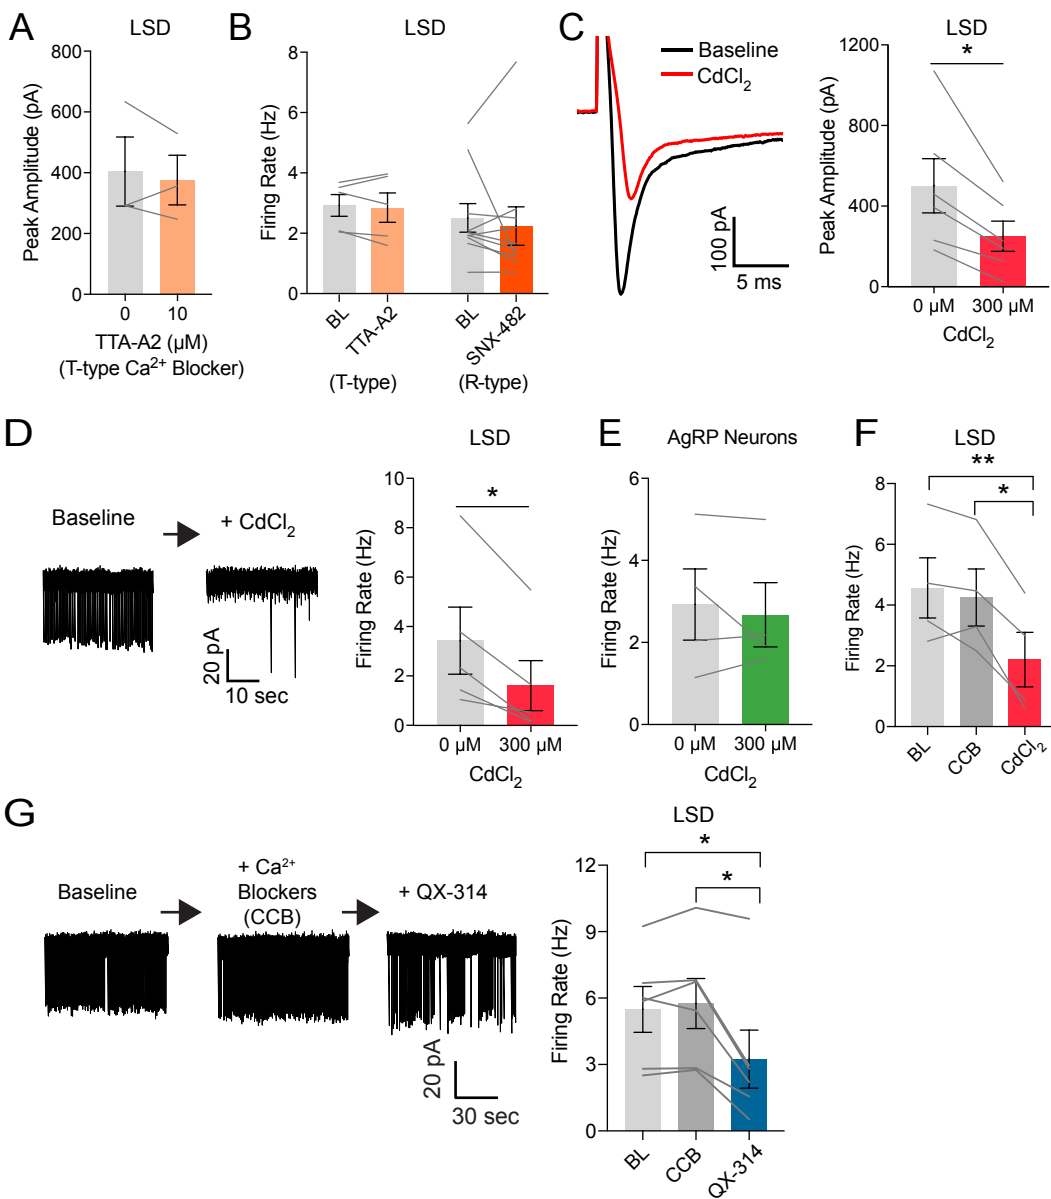 A
LSD
Peak Amplitude (pA)
800
600
400
200
0
0
10
TTA-A2 (µM)
(T-type Ca²⁺ Blocker)
B
LSD
Firing Rate (Hz)
8
6
4
2
0
BL
TTA-A2
BL
SNX-482
(T-type)
(R-type)
C
Baseline
CdCl₂
100 pA
5 ms
LSD
*
Peak Amplitude (pA)
1200
800
400
0
0 µM
300 µM
CdCl₂
D
Baseline
+ CdCl₂
20 pA
10 sec
LSD
*
Firing Rate (Hz)
10
8
6
4
2
0
0 µM
300 µM
CdCl₂
E
AgRP Neurons
Firing Rate (Hz)
6
4
2
0
0 µM
300 µM
CdCl₂
F
LSD
**
*
Firing Rate (Hz)
8
6
4
2
0
BL
CCB
CdCl₂
G
Baseline
+ Ca²⁺
Blockers
(CCB)
+ QX-314
20 pA
30 sec
LSD
*
*
Firing Rate (Hz)
12
9
6
3
0
BL
CCB
QX-314